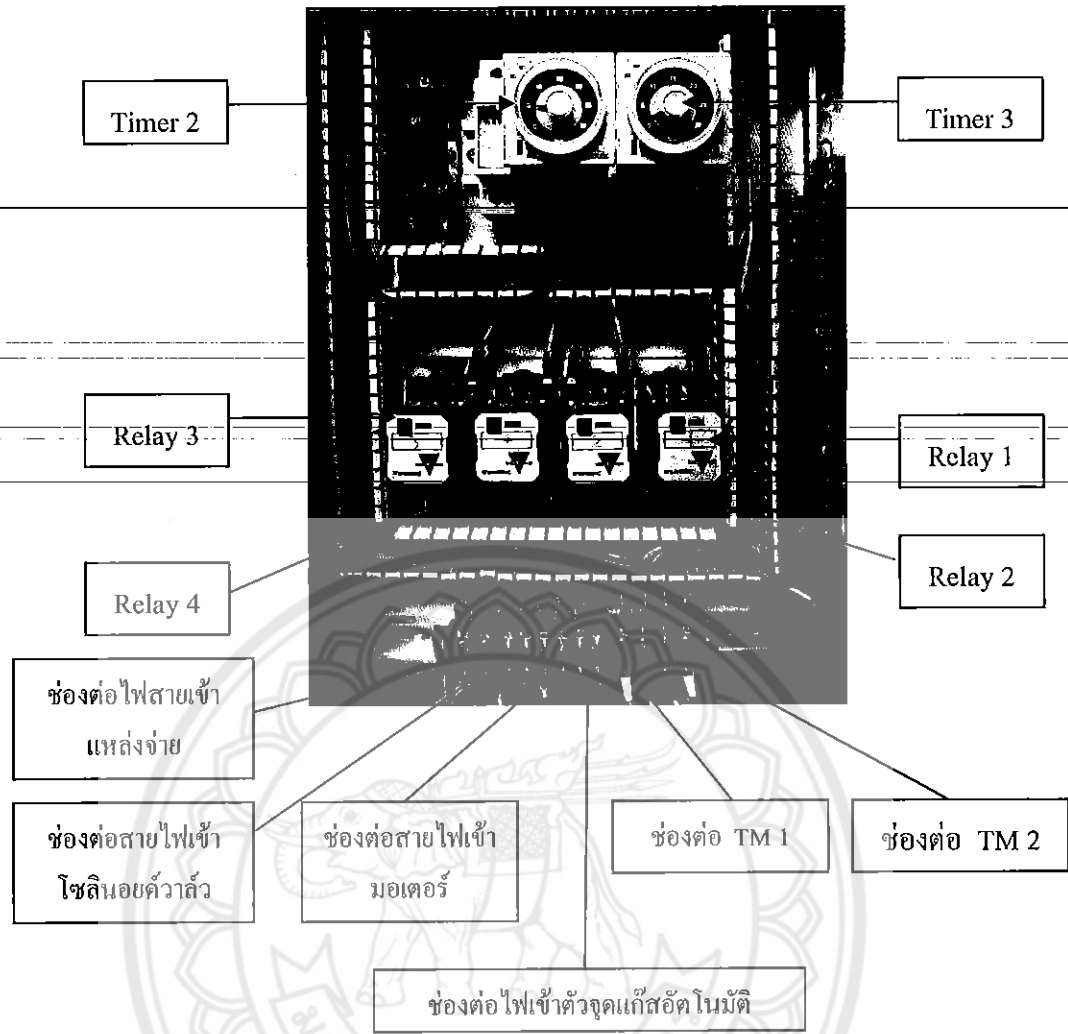 Timer 2
Timer 3
Relay 3
Relay 1
Relay 4
Relay 2
ช่องต่อไฟสายเข้า
แหล่งจ่าย
ช่องต่อสายไฟเข้า
โซลินอยค์วาล์ว
ช่องต่อสายไฟเข้า
มอเตอร์
ช่องต่อ TM 1
ช่องต่อ TM 2
ช่องต่อไฟเข้าตัวจุดแก๊สอัตโนมัติ